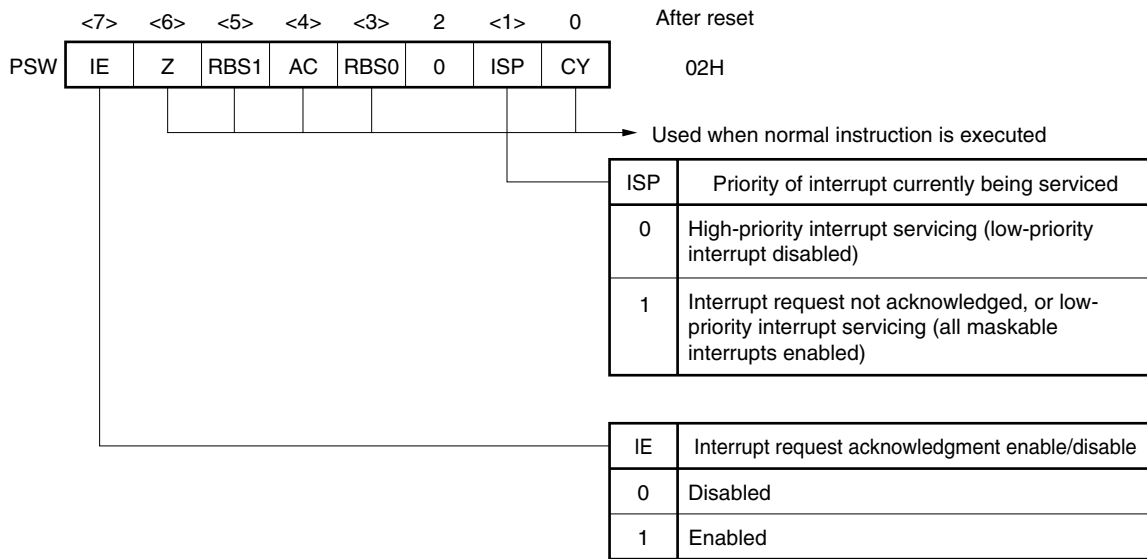 <7> <6> <5> <4> <3> 2 <1> 0 After reset
PSW IE Z RBS1 AC RBS0 0 ISP CY 02H
Used when normal instruction is executed
ISP Priority of interrupt currently being serviced
0 High-priority interrupt servicing (low-priority
interrupt disabled)
1 Interrupt request not acknowledged, or low-
priority interrupt servicing (all maskable
interrupts enabled)
IE Interrupt request acknowledgment enable/disable
0 Disabled
1 Enabled